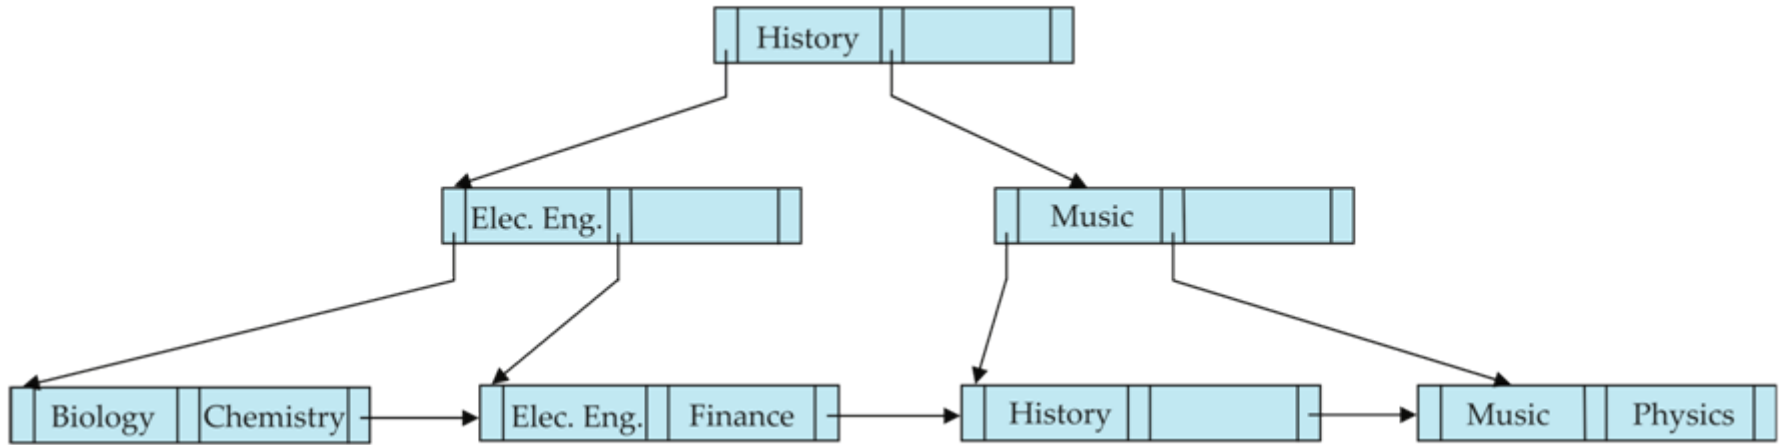 History
Elec. Eng.
Music
Biology Chemistry
Elec. Eng. Finance
History
Music Physics